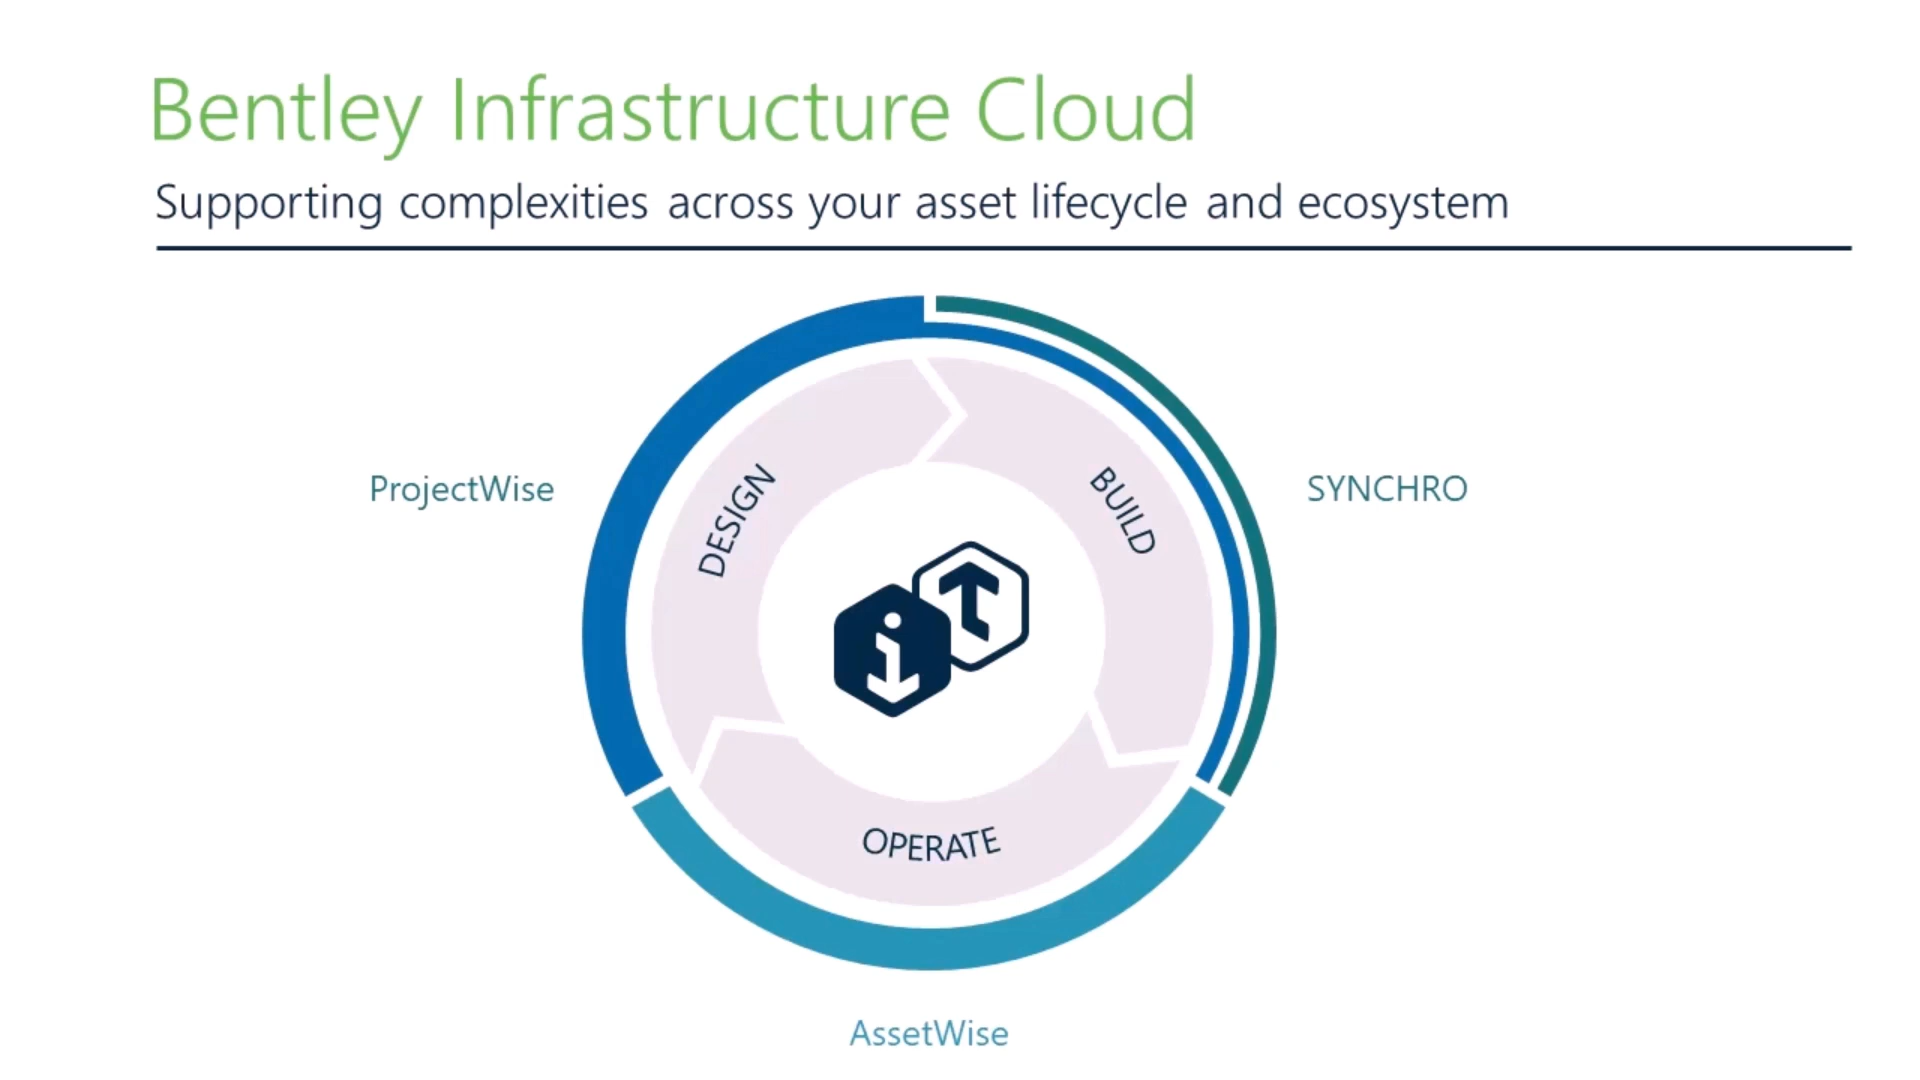 Bentley Infrastructure Cloud
Supporting complexities across your asset lifecycle and ecosystem
ProjectWise
DESIGN
BUILD
SYNCHRO
OPERATE
AssetWise